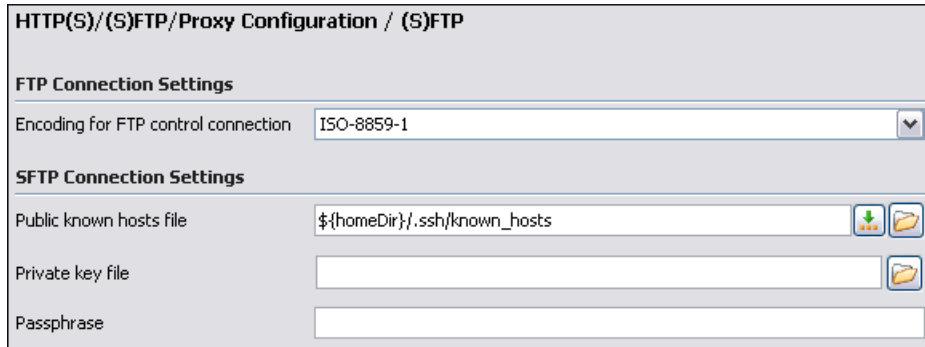 HTTP(S)/(S)FTP/Proxy Configuration / (S)FTP
FTP Connection Settings
Encoding for FTP control connection ISO-8859-1
SFTP Connection Settings
Public known hosts file ${homeDir}/.ssh/known_hosts
Private key file
Passphrase